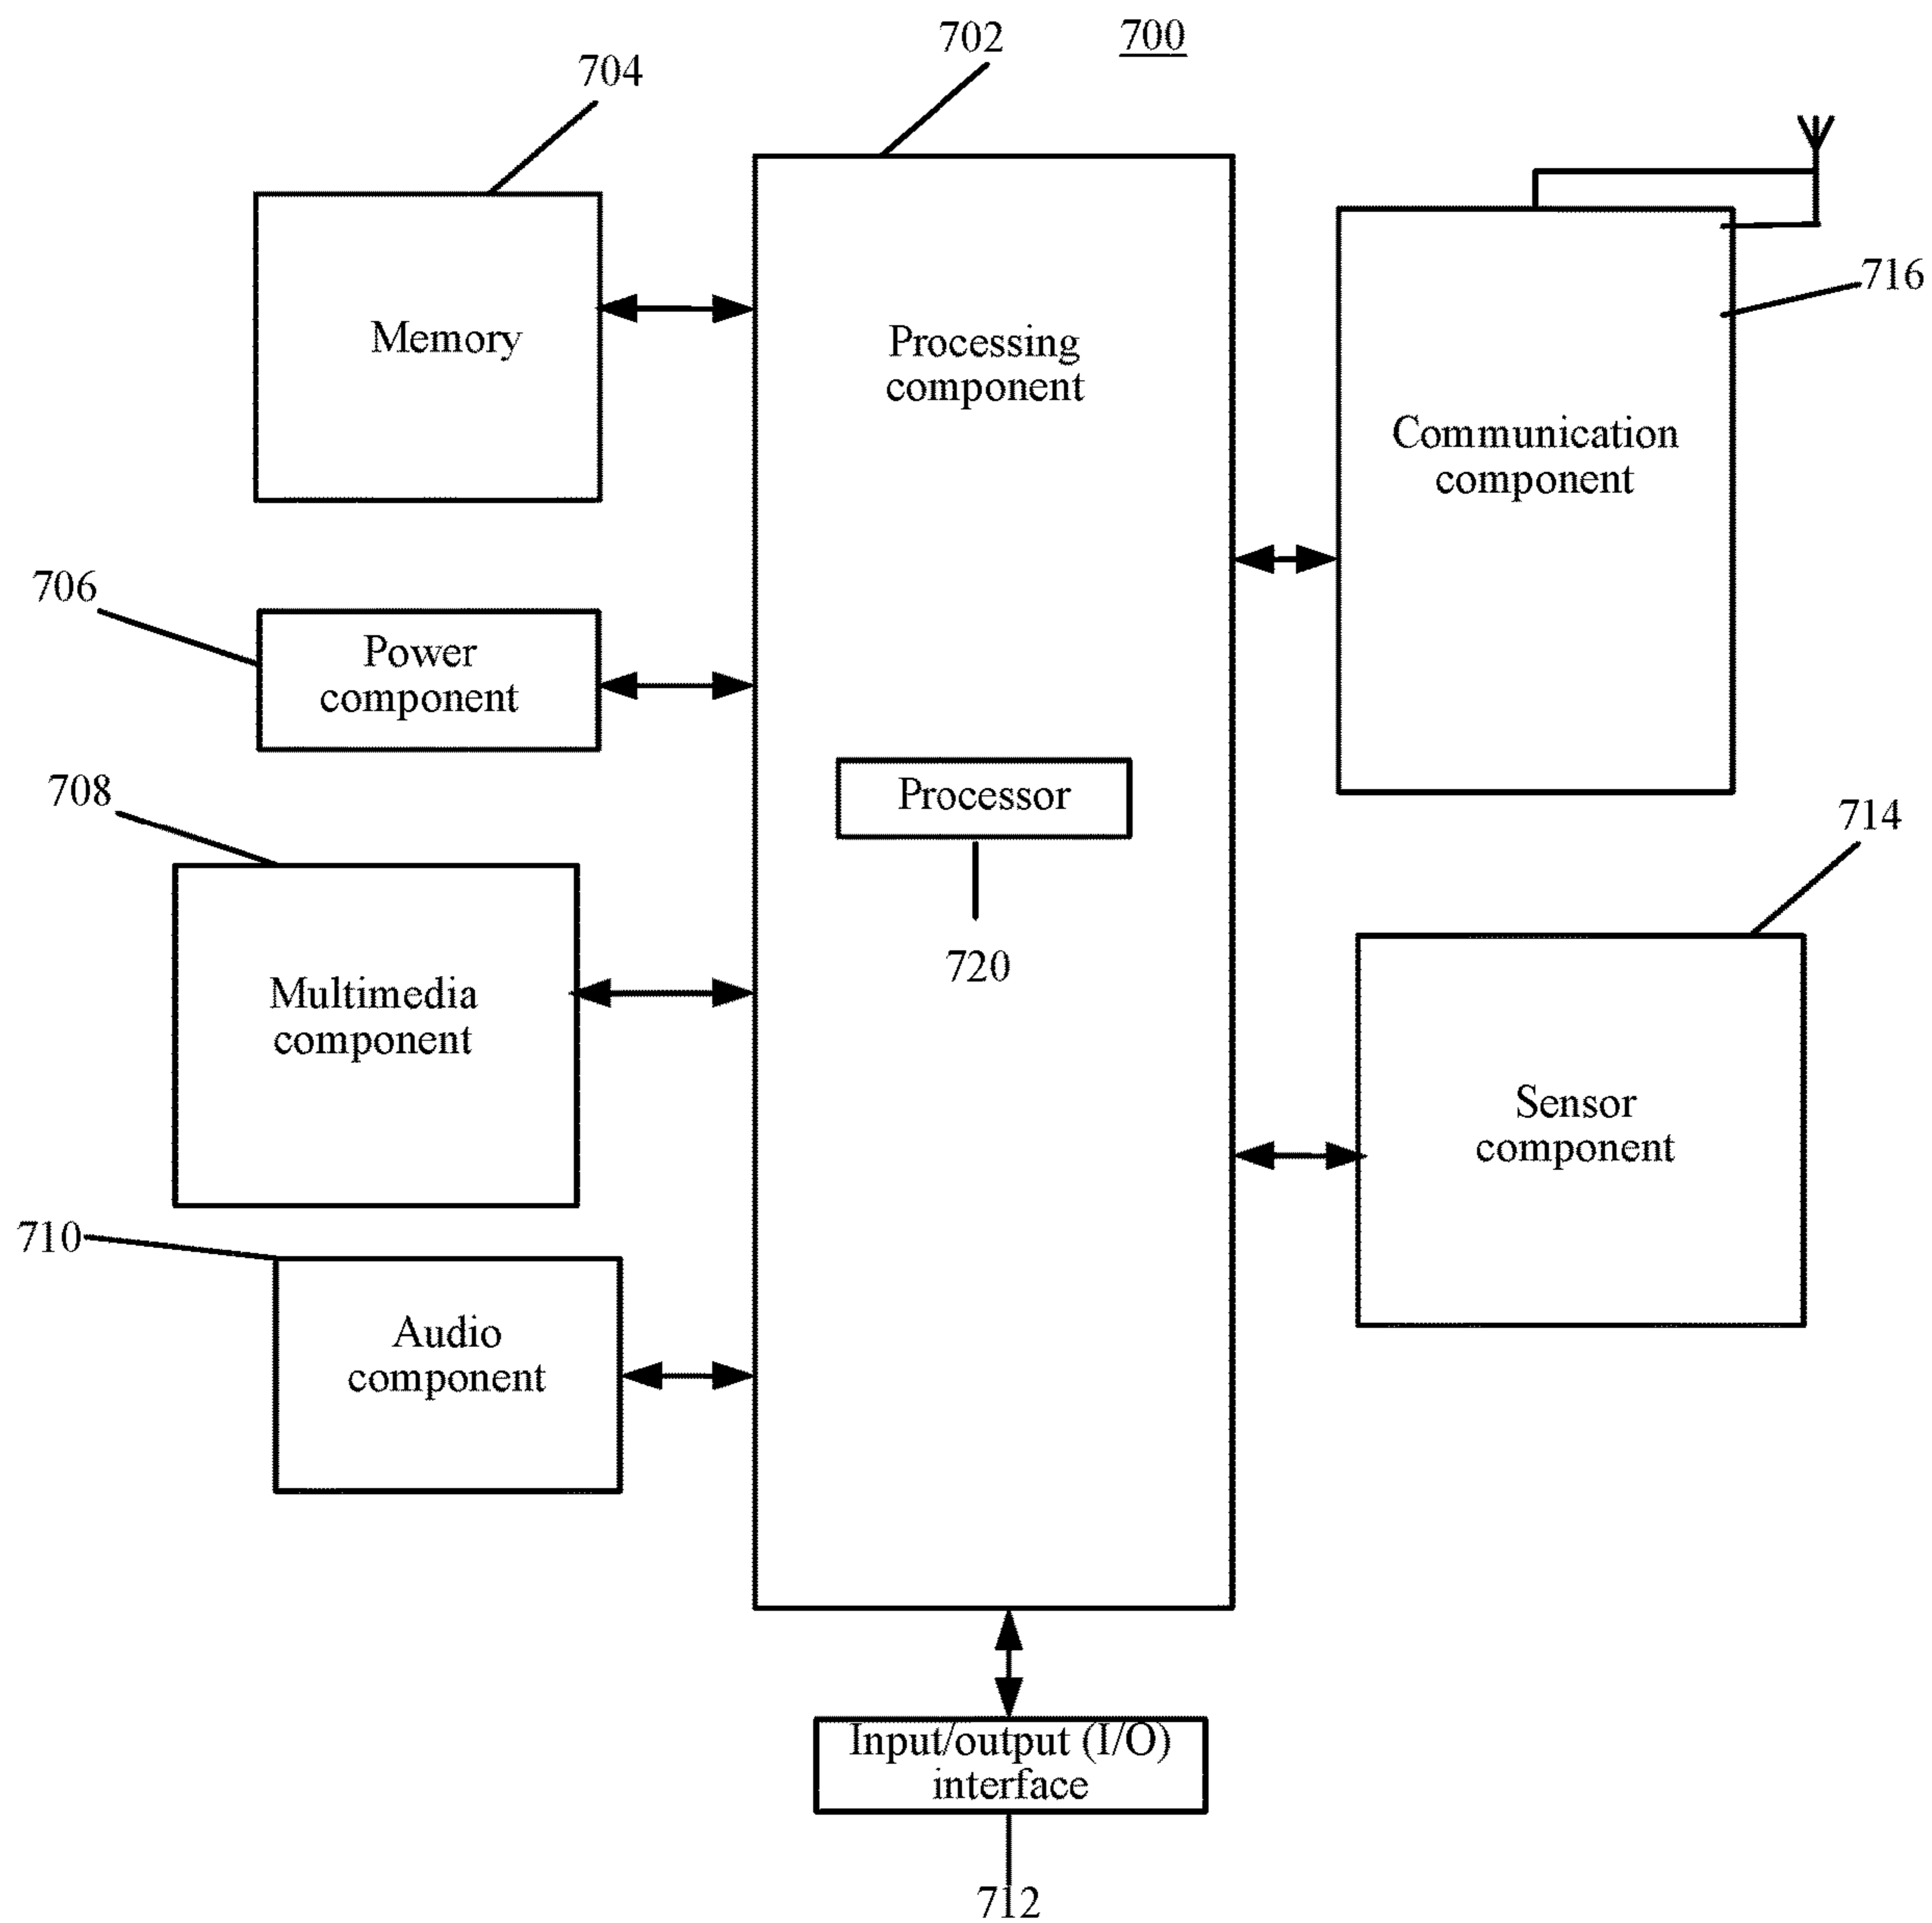 700
702
704
Memory
Processing
component
716
Communication
component
706
Power
component
708
Processor
714
720
Multimedia
component
Sensor
component
710
Audio
component
Input/output (I/O)
interface
712